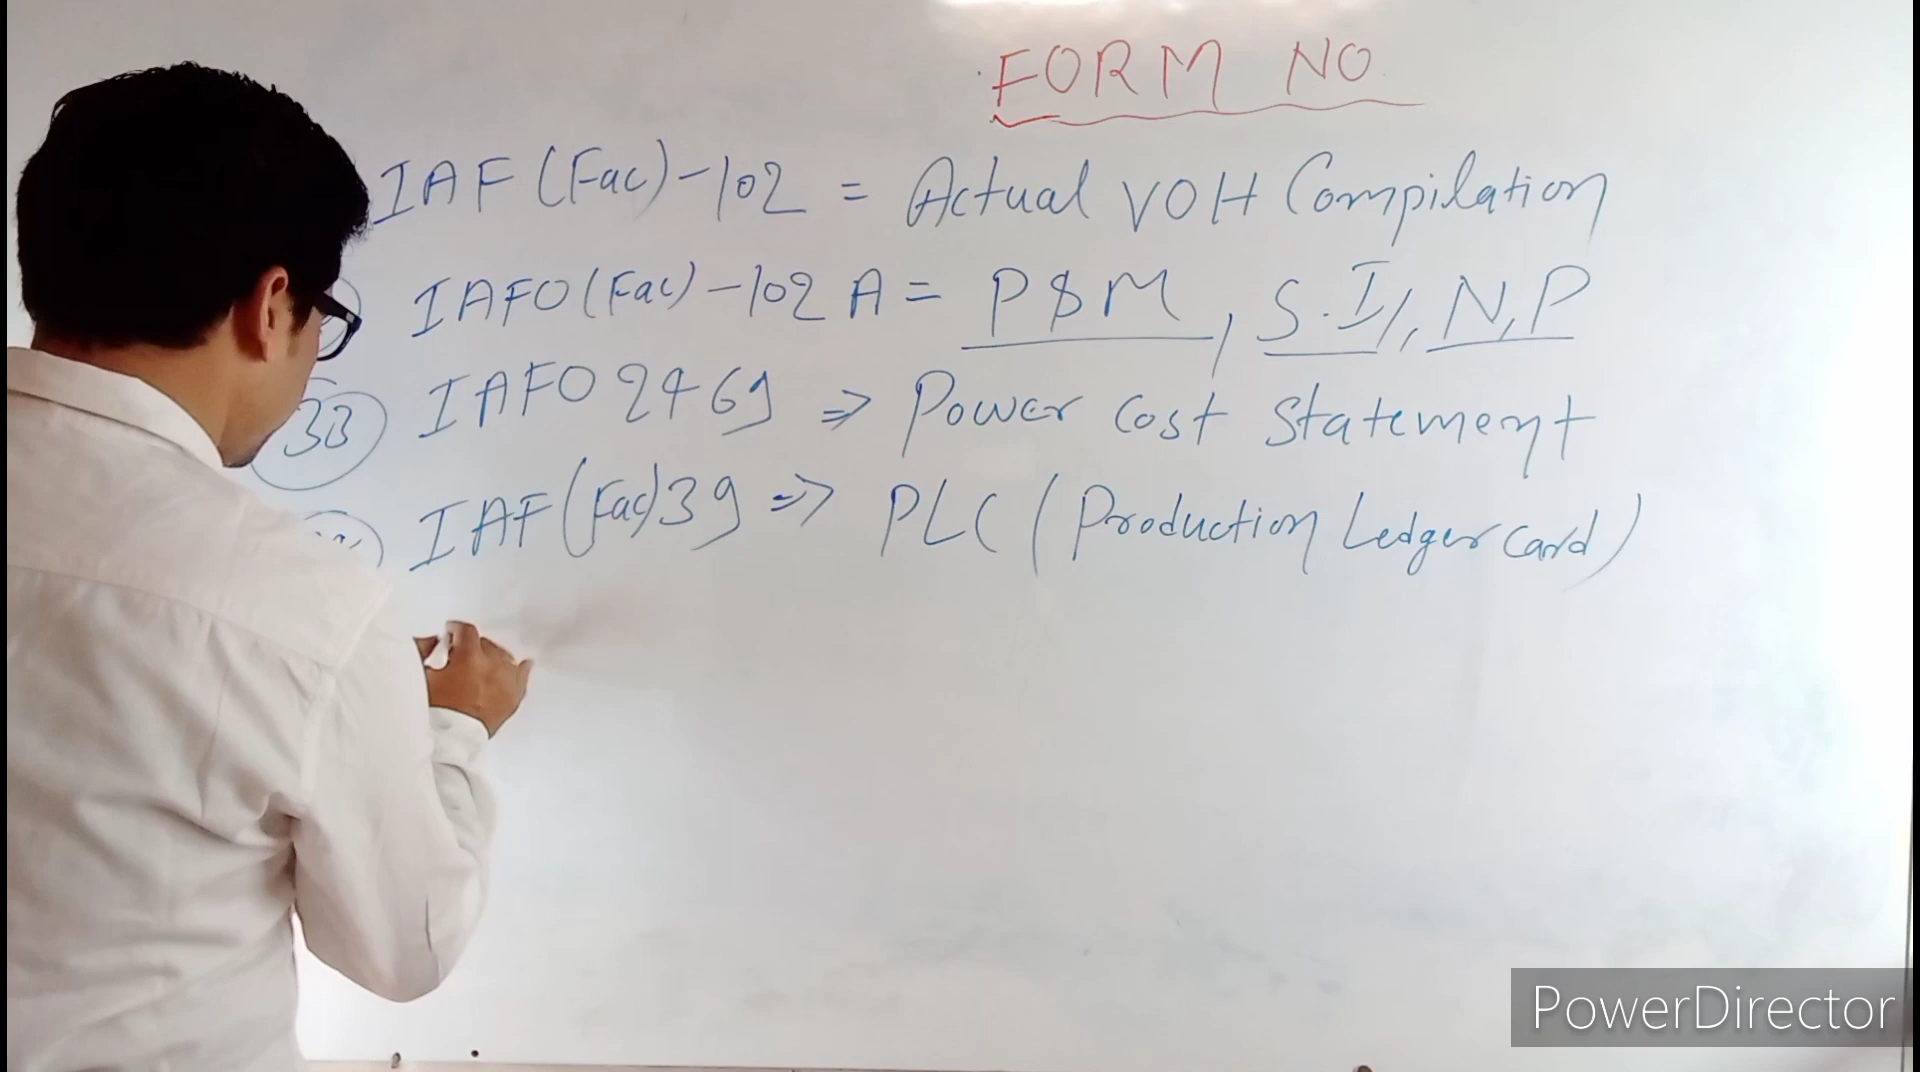 FORM NO
IAF (Fac)-102 = Actual VOH Compilation
IAFO (Fac)-102 A = P&M, S.I/, N,P
33 IAFO 2469 => Power Cost Statement
IAF (Fac) 39 => PLC (Production Ledger Card)
PowerDirector